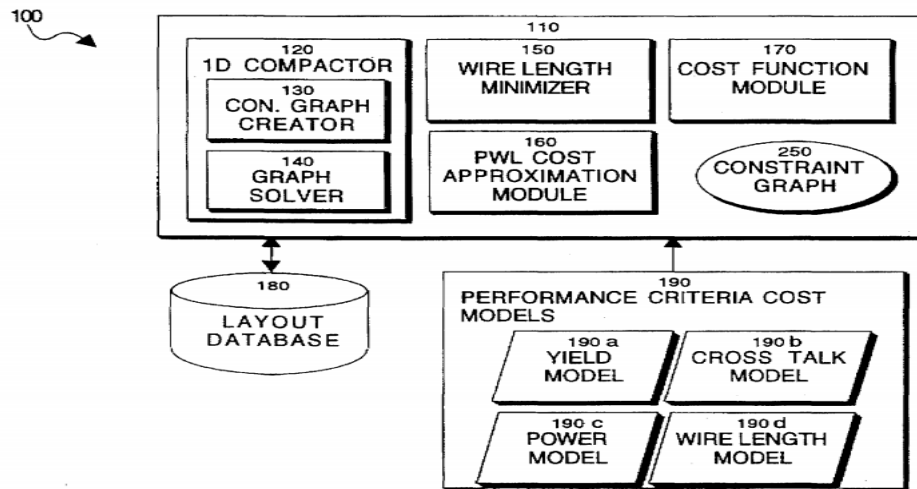 100
110
120
1D COMPACTOR
130
CON. GRAPH
CREATOR
140
GRAPH
SOLVER
150
WIRE LENGTH
MINIMIZER
160
PWL COST
APPROXIMATION
MODULE
170
COST FUNCTION
MODULE
250
CONSTRAINT
GRAPH
180
LAYOUT
DATABASE
190
PERFORMANCE CRITERIA COST
MODELS
190 a
YIELD
MODEL
190 b
CROSS TALK
MODEL
190 c
POWER
MODEL
190 d
WIRE LENGTH
MODEL